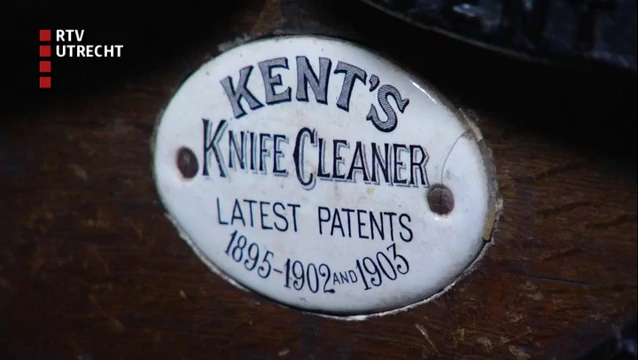 RTV
UTRECHT
KENT'S
KNIFE CLEANER
LATEST PATENTS
1895-1902 AND 1903